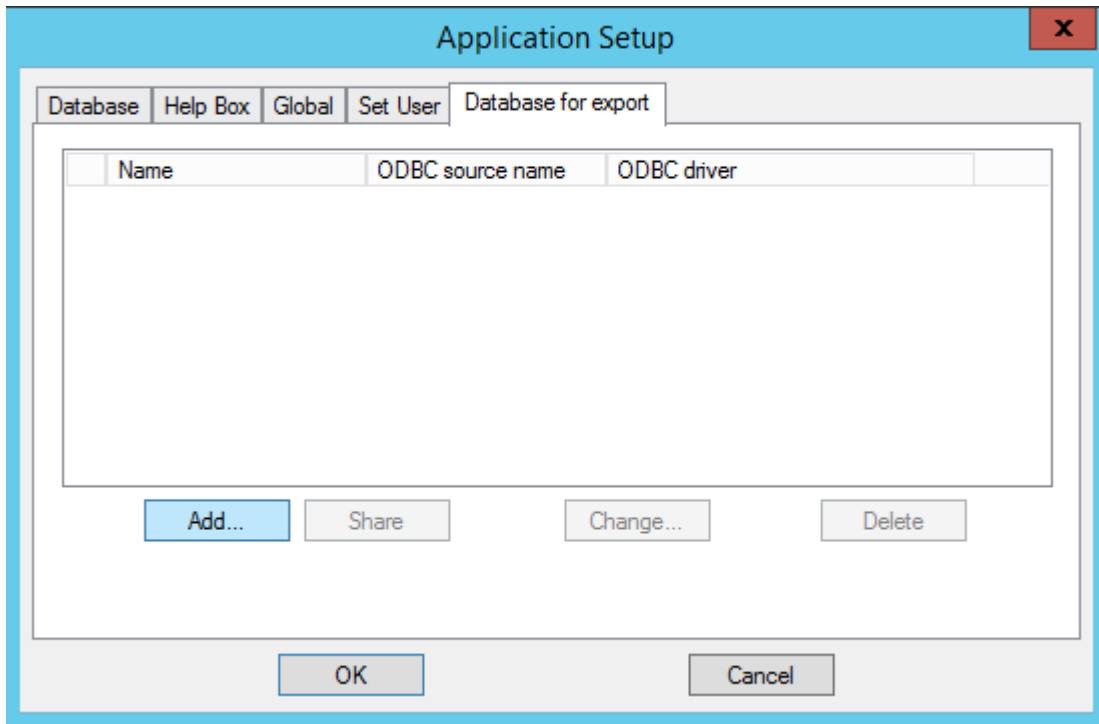 Application Setup
x
Database Help Box Global Set User Database for export
Name ODBC source name ODBC driver
Add... Share Change... Delete
OK Cancel